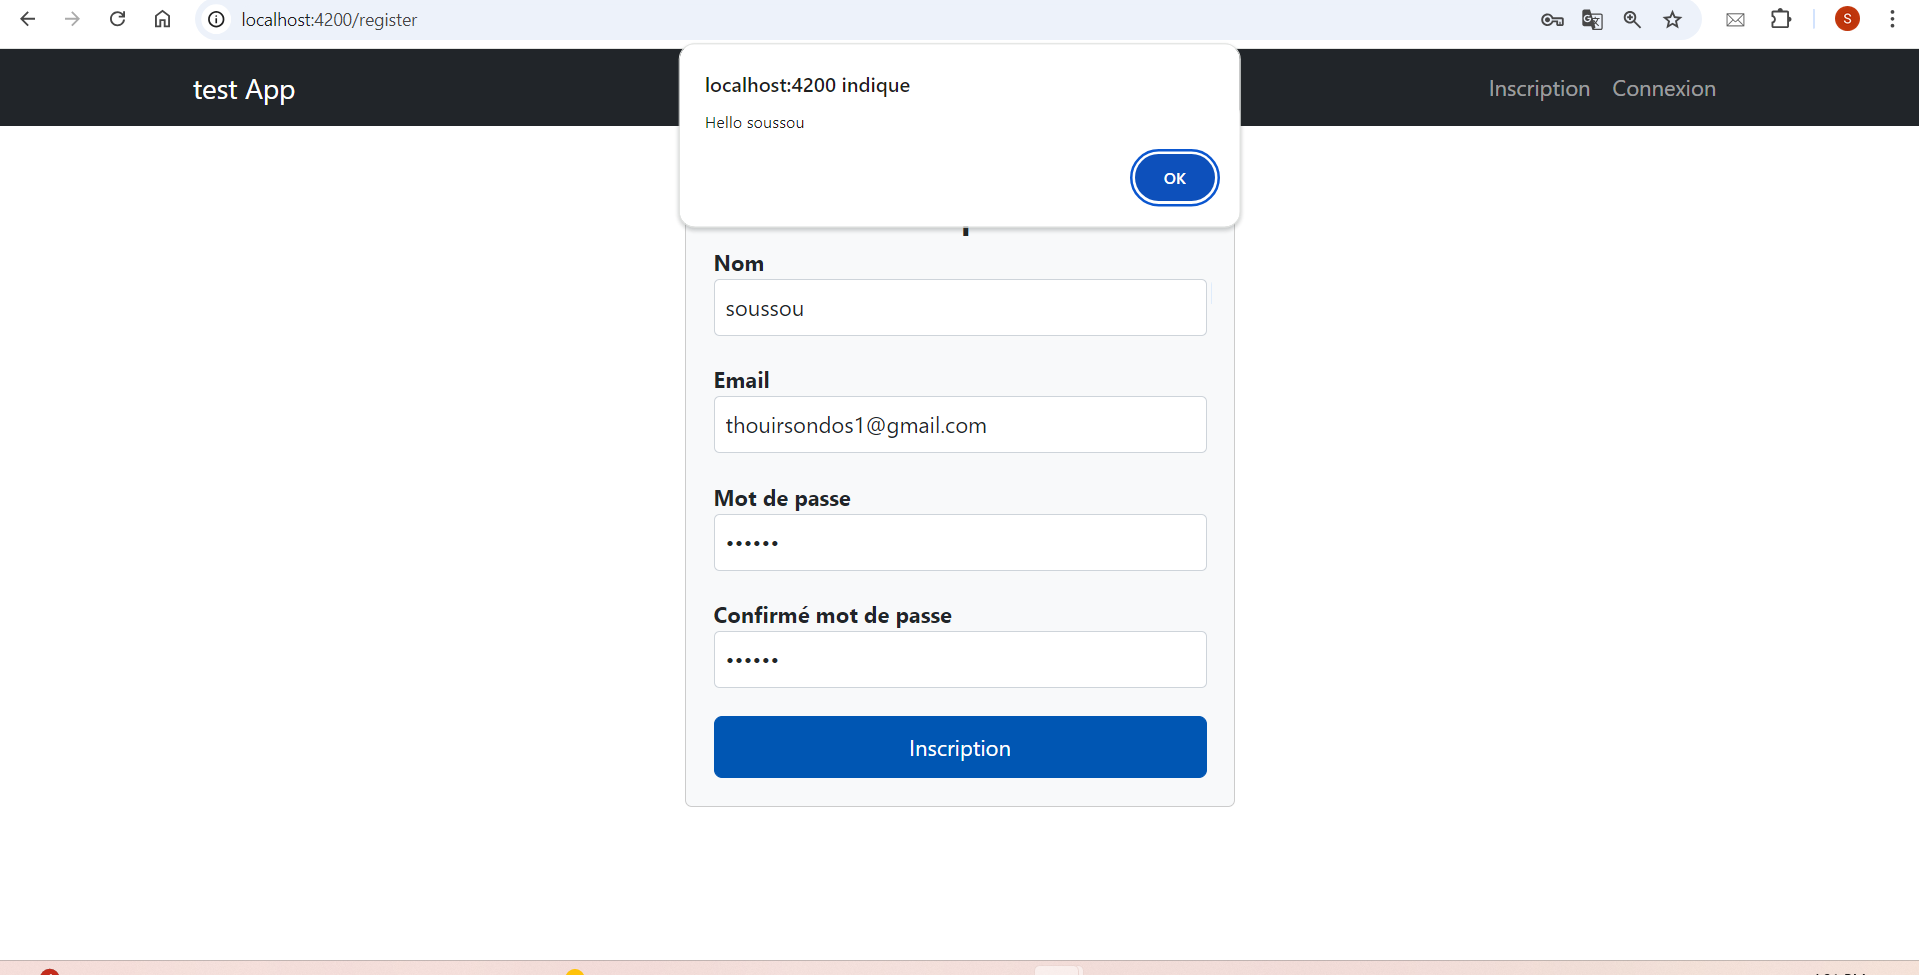 localhost:4200/register
S
test App
Inscription Connexion
localhost:4200 indique
Hello soussou
OK
Nom
soussou
Email
thouirsondos1@gmail.com
Mot de passe
••••••
Confirmé mot de passe
••••••
Inscription